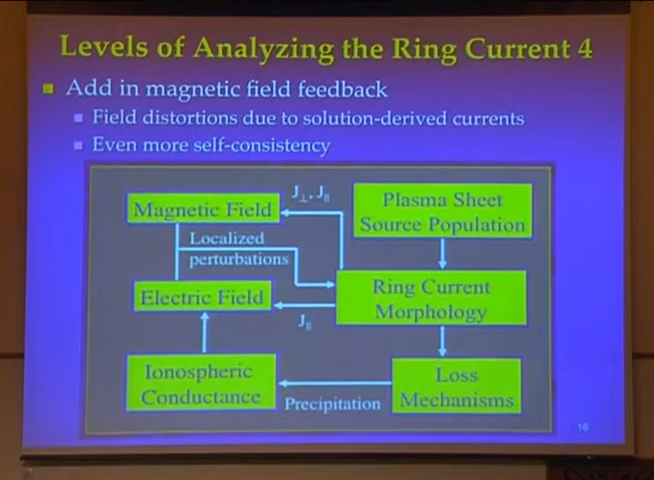 Levels of Analyzing the Ring Current 4
Add in magnetic field feedback
Field distortions due to solution-derived currents
Even more self-consistency
J⊥, J∥
Magnetic Field
Plasma Sheet
Source Population
Localized
perturbations
Electric Field
Ring Current
Morphology
J∥
Ionospheric
Conductance
Loss
Mechanisms
Precipitation
16